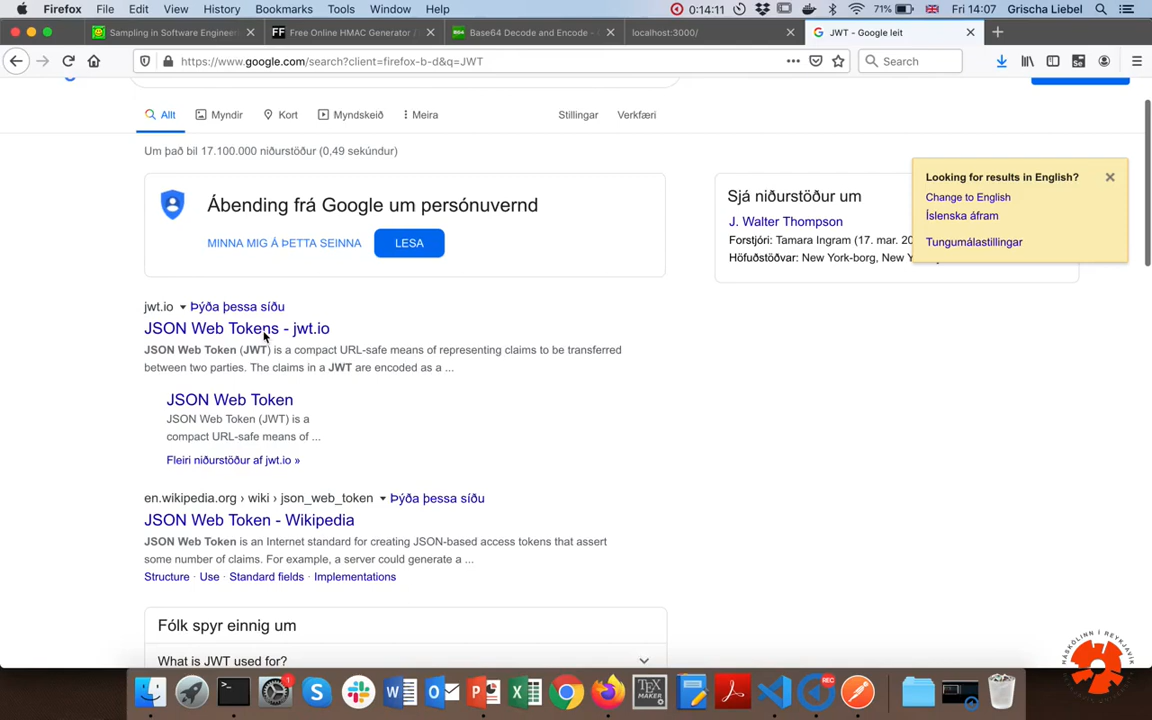 Firefox File Edit View History Bookmarks Tools Window Help 0:14:11 71% Fri 14:07 Grischa Liebel
Sampling in Software Engineer Free Online HMAC Generator / Base64 Decode and Encode - localhost:3000/ JWT - Google leit
https://www.google.com/search?client=firefox-b-d&q=JWT Search
Allt Myndir Kort Myndskeið Meira Stillingar Verkfæri
Um það bil 17.100.000 niðurstöður (0,49 sekúndur)
Ábending frá Google um persónuvernd
MINNA MIG Á ÞETTA SEINNA LESA
Sjá niðurstöður um
J. Walter Thompson
Forstjóri: Tamara Ingram (17. mar. 20
Höfuðstöðvar: New York-borg, New Y
Looking for results in English?
Change to English
Íslenska áfram
Tungumálastillingar
jwt.io Þýða þessa síðu
JSON Web Tokens - jwt.io
JSON Web Token (JWT) is a compact URL-safe means of representing claims to be transferred
between two parties. The claims in a JWT are encoded as a ...
JSON Web Token
JSON Web Token (JWT) is a
compact URL-safe means of ...
Fleiri niðurstöður af jwt.io »
en.wikipedia.org › wiki › json_web_token Þýða þessa síðu
JSON Web Token - Wikipedia
JSON Web Token is an Internet standard for creating JSON-based access tokens that assert
some number of claims. For example, a server could generate a ...
Structure · Use · Standard fields · Implementations
Fólk spyr einnig um
What is JWT used for?
HÁSKÓLINN Í REYKJAVÍK
REC
TEX
MAKER
1